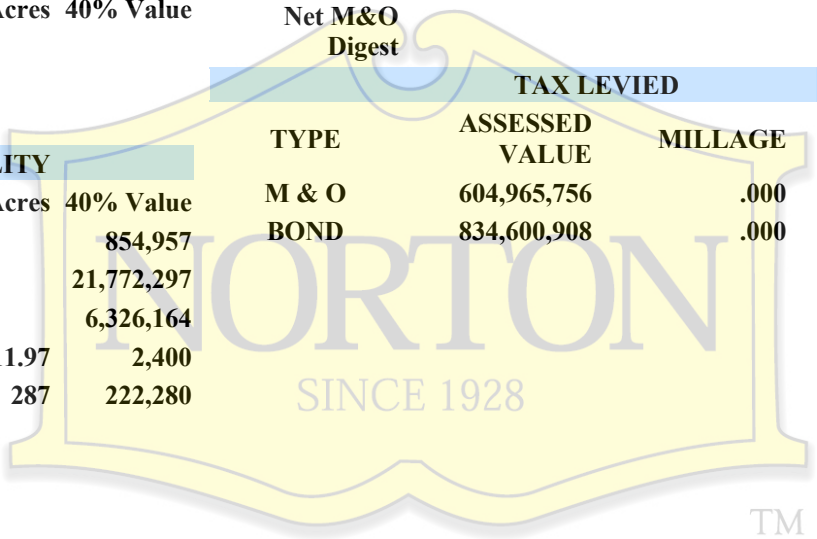 Acres 40% Value
Net M&O
Digest
TAX LEVIED
TYPE ASSESSED VALUE MILLAGE
M & O 604,965,756 .000
BOND 834,600,908 .000
LITY
Acres 40% Value
854,957
21,772,297
6,326,164
1.97 2,400
287 222,280
NORTON
SINCE 1928
TM